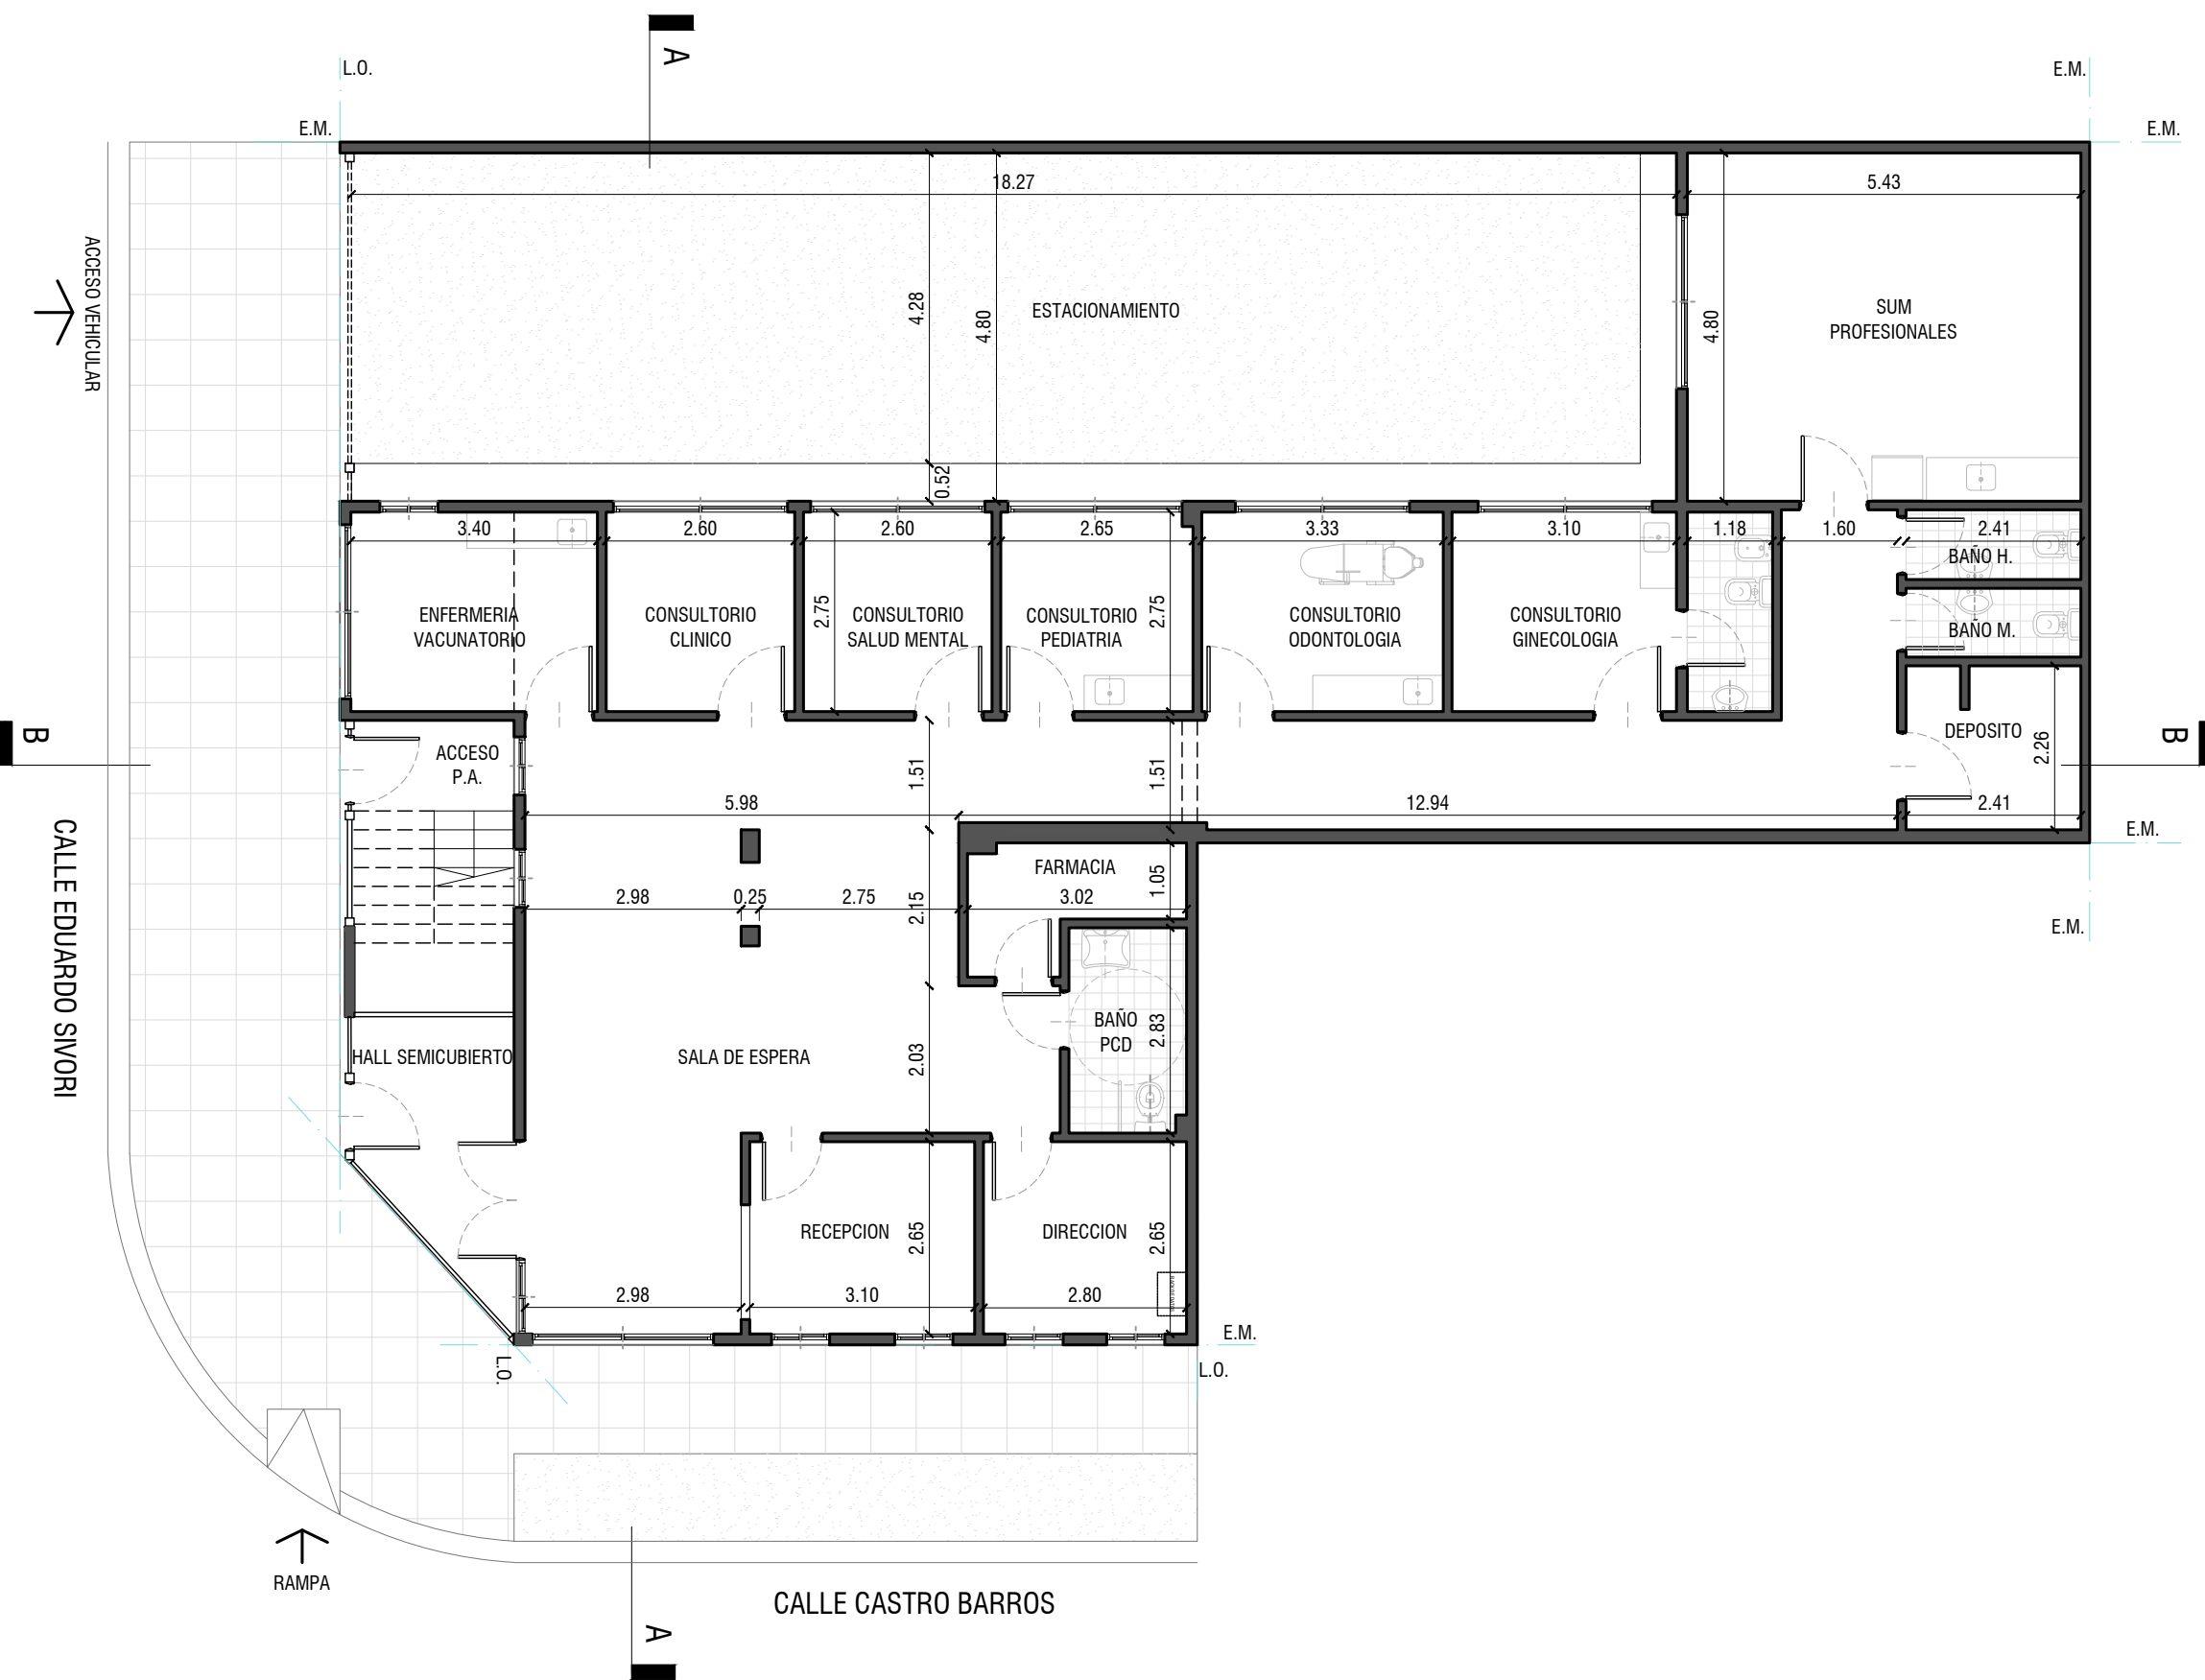 A
L.O.
E.M.
E.M.
E.M.
18.27
5.43
ACCESO VEHICULAR
4.28
4.80
ESTACIONAMIENTO
4.80
SUM
PROFESIONALES
0.52
3.40
2.60
2.60
2.65
3.33
3.10
1.18
1.60
2.41
BAÑO H.
ENFERMERIA
VACUNATORIO
CONSULTORIO
CLINICO
2.75
CONSULTORIO
SALUD MENTAL
CONSULTORIO
PEDIATRIA
2.75
CONSULTORIO
ODONTOLOGIA
CONSULTORIO
GINECOLOGIA
BAÑO M.
B
ACCESO
P.A.
1.51
1.51
DEPOSITO
2.26
B
5.98
12.94
2.41
E.M.
CALLE EDUARDO SIVORI
FARMACIA
1.05
2.98
0.25
2.75
2.15
3.02
E.M.
HALL SEMICUBIERTO
SALA DE ESPERA
2.03
BAÑO
PCD
2.83
RECEPCION
2.65
DIRECCION
2.65
2.98
3.10
2.80
E.M.
L.O.
L.O.
RAMPA
CALLE CASTRO BARROS
A